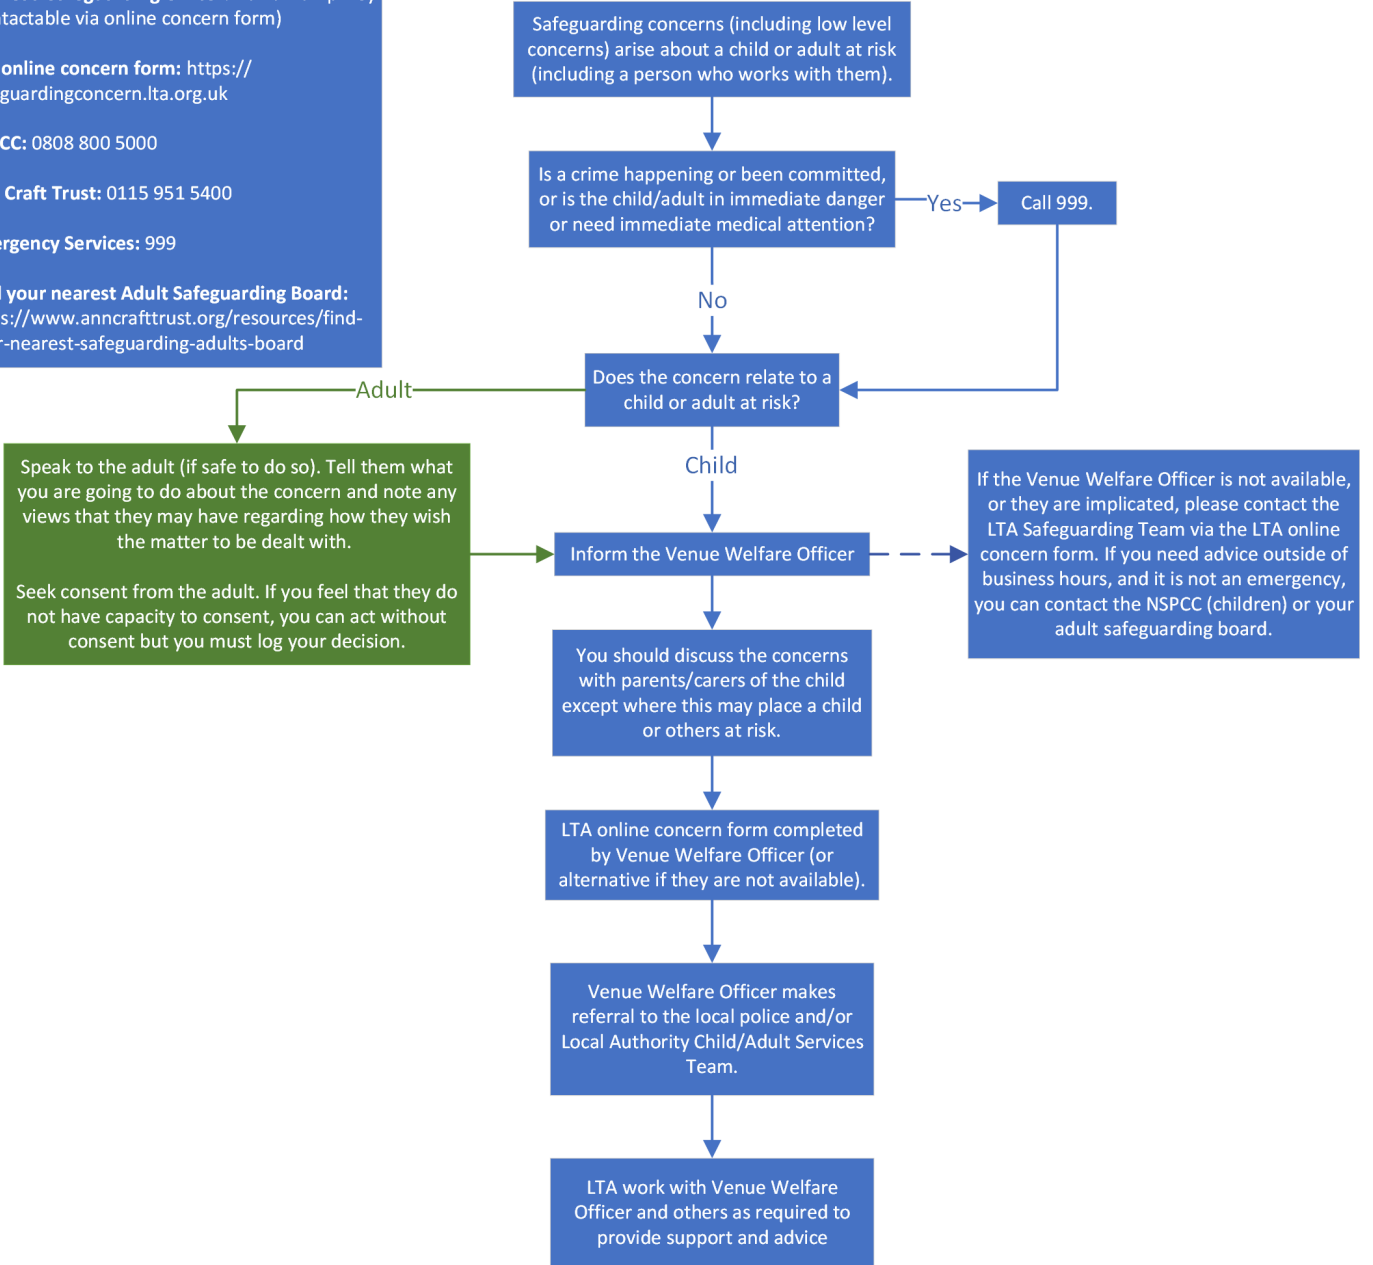 contactable via online concern form)
online concern form: https://
guardingconcern.lta.org.uk
CC: 0808 800 5000
Craft Trust: 0115 951 5400
ergency Services: 999
your nearest Adult Safeguarding Board:
s://www.anncrafttrust.org/resources/find-
r-nearest-safeguarding-adults-board
Safeguarding concerns (including low level
concerns) arise about a child or adult at risk
(including a person who works with them).
Is a crime happening or been committed,
or is the child/adult in immediate danger
or need immediate medical attention?
Yes
Call 999.
No
Does the concern relate to a
child or adult at risk?
Adult
Speak to the adult (if safe to do so). Tell them what
you are going to do about the concern and note any
views that they may have regarding how they wish
the matter to be dealt with.
Seek consent from the adult. If you feel that they do
not have capacity to consent, you can act without
consent but you must log your decision.
Child
Inform the Venue Welfare Officer
If the Venue Welfare Officer is not available,
or they are implicated, please contact the
LTA Safeguarding Team via the LTA online
concern form. If you need advice outside of
business hours, and it is not an emergency,
you can contact the NSPCC (children) or your
adult safeguarding board.
You should discuss the concerns
with parents/carers of the child
except where this may place a child
or others at risk.
LTA online concern form completed
by Venue Welfare Officer (or
alternative if they are not available).
Venue Welfare Officer makes
referral to the local police and/or
Local Authority Child/Adult Services
Team.
LTA work with Venue Welfare
Officer and others as required to
provide support and advice